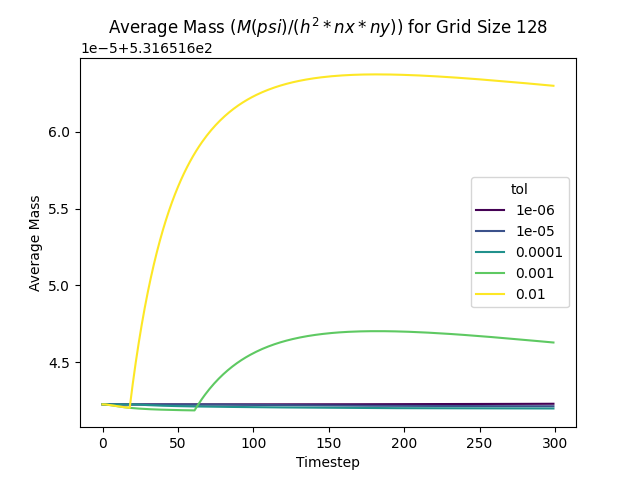 Average Mass (M(psi)/(h² * nx * ny)) for Grid Size 128
1e−5+5.316516e2
6.0
5.5
5.0
4.5
Average Mass
tol
1e-06
1e-05
0.0001
0.001
0.01
0 50 100 150 200 250 300
Timestep